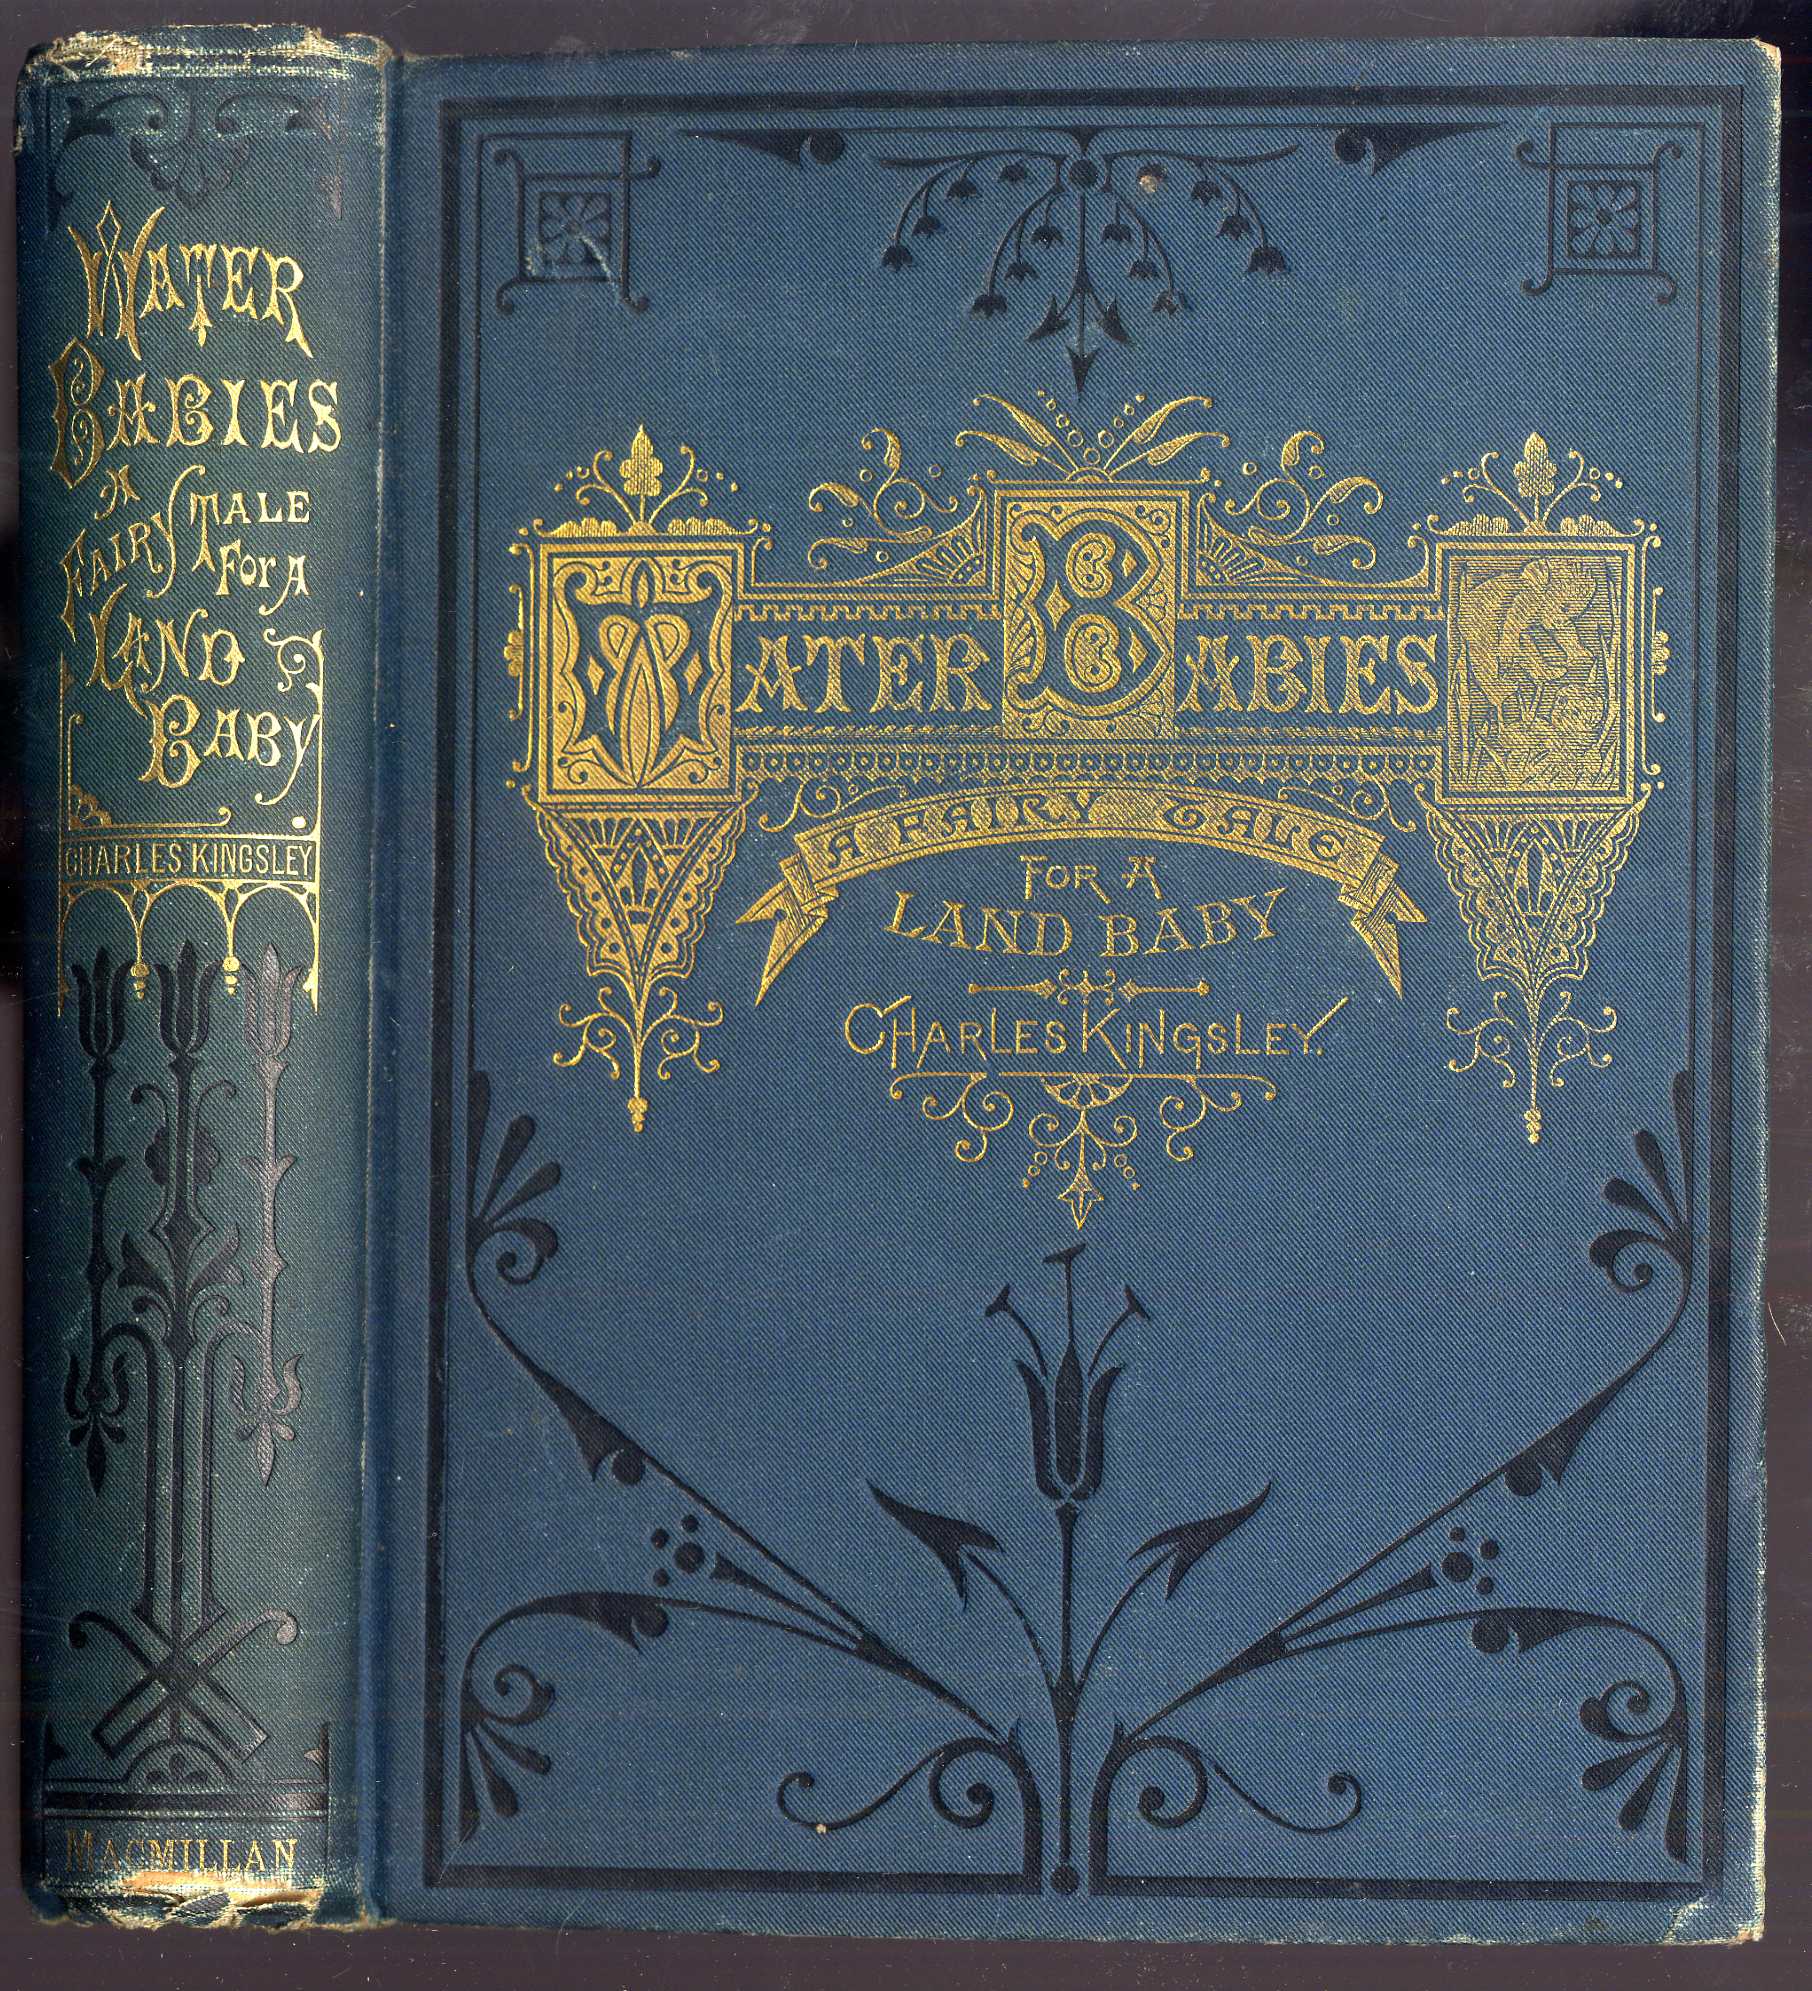 WATER
BABIES
A
FAIRY TALE
FOR A
LAND
BABY
CHARLES KINGSLEY
MACMILLAN
WATER BABIES
A FAIRY TALE
FOR A
LAND BABY
CHARLES KINGSLEY.